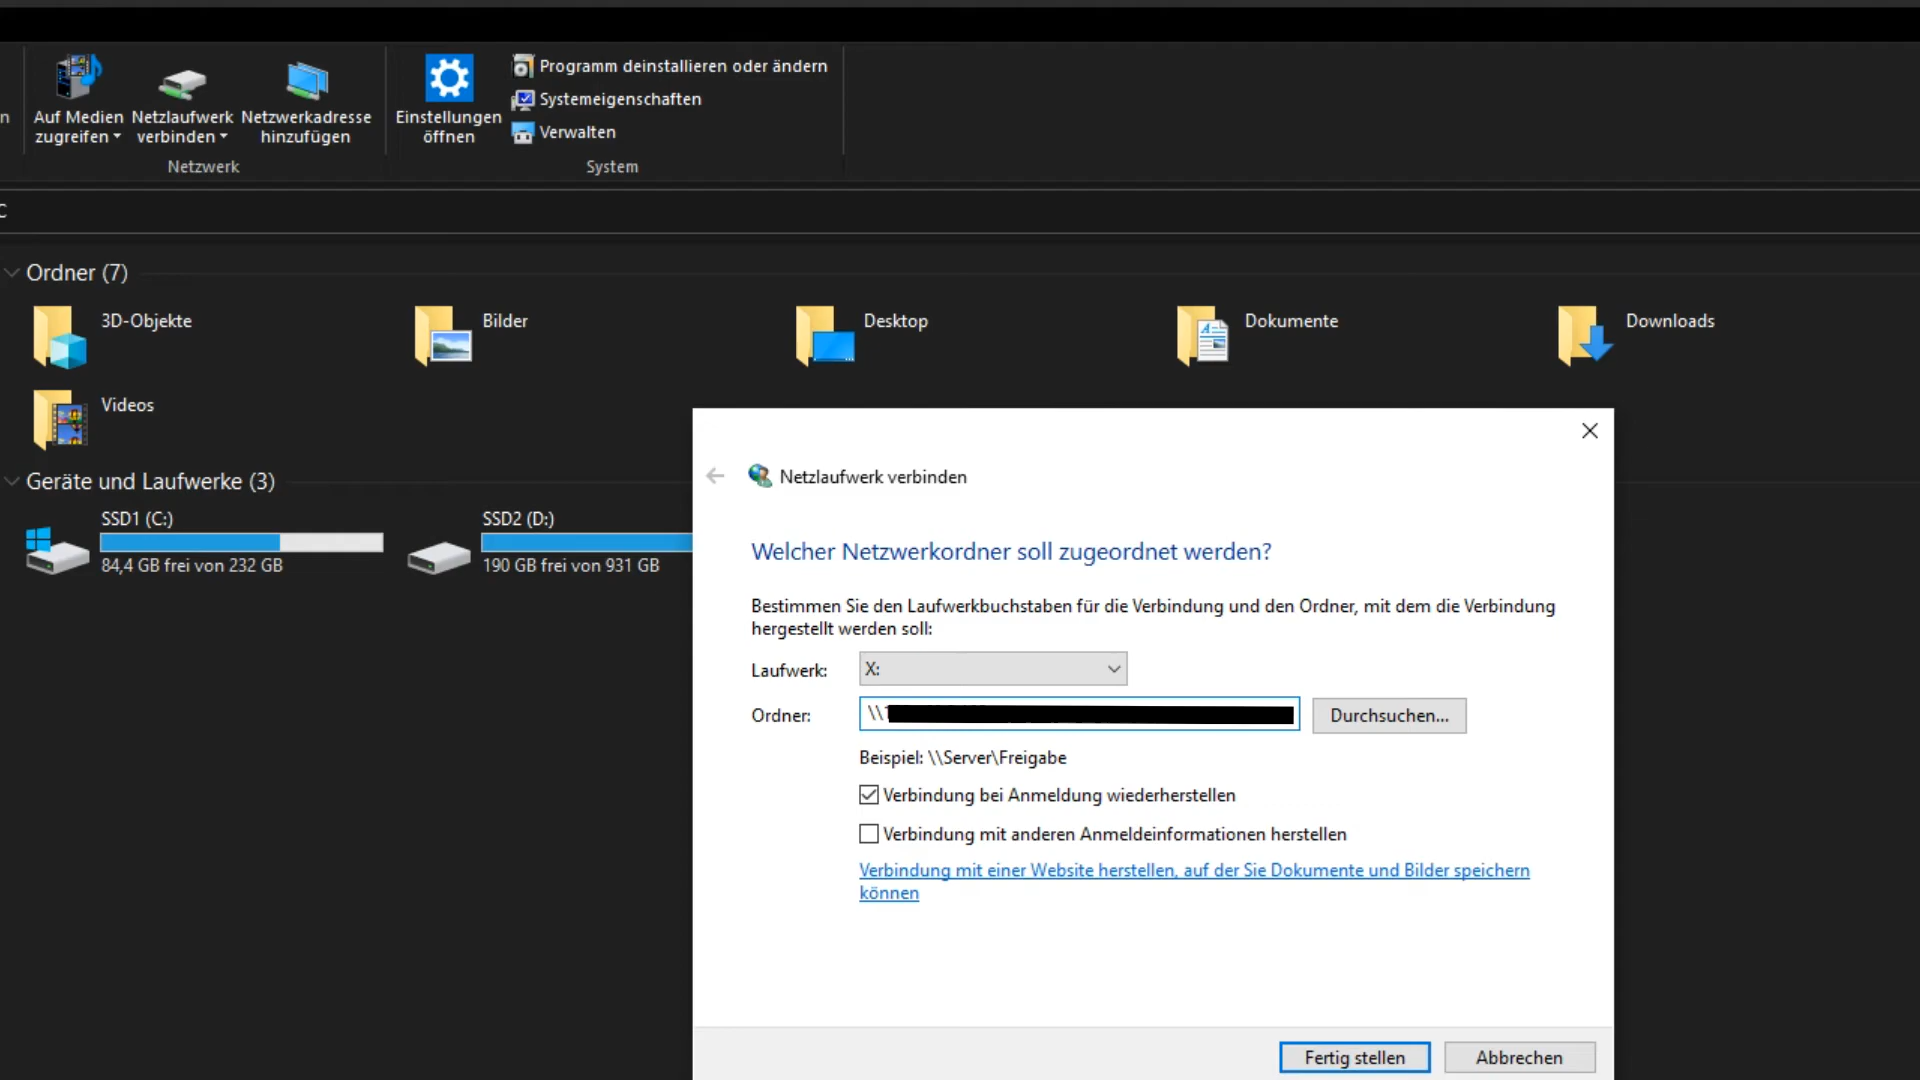 Auf Medien
zugreifen
Netzlaufwerk
verbinden
Netzwerkadresse
hinzufügen
Netzwerk
Einstellungen
öffnen
Programm deinstallieren oder ändern
Systemeigenschaften
Verwalten
System
Ordner (7)
3D-Objekte
Bilder
Desktop
Dokumente
Downloads
Videos
Geräte und Laufwerke (3)
SSD1 (C:)
84,4 GB frei von 232 GB
SSD2 (D:)
190 GB frei von 931 GB
Netzlaufwerk verbinden
Welcher Netzwerkordner soll zugeordnet werden?
Bestimmen Sie den Laufwerkbuchstaben für die Verbindung und den Ordner, mit dem die Verbindung
hergestellt werden soll:
Laufwerk: X:
Ordner: \\
Durchsuchen...
Beispiel: \\Server\Freigabe
Verbindung bei Anmeldung wiederherstellen
Verbindung mit anderen Anmeldeinformationen herstellen
Verbindung mit einer Website herstellen, auf der Sie Dokumente und Bilder speichern
können
Fertig stellen
Abbrechen